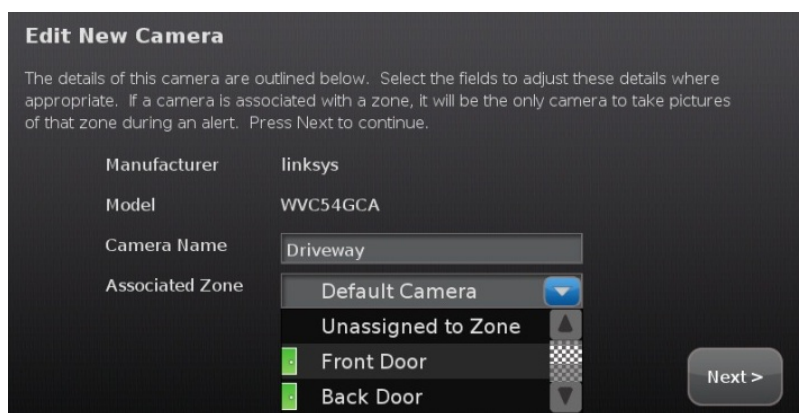 Edit New Camera
The details of this camera are outlined below. Select the fields to adjust these details where
appropriate. If a camera is associated with a zone, it will be the only camera to take pictures
of that zone during an alert. Press Next to continue.
Manufacturer linksys
Model WVC54GCA
Camera Name Driveway
Associated Zone Default Camera
Unassigned to Zone
Front Door
Back Door
Next >